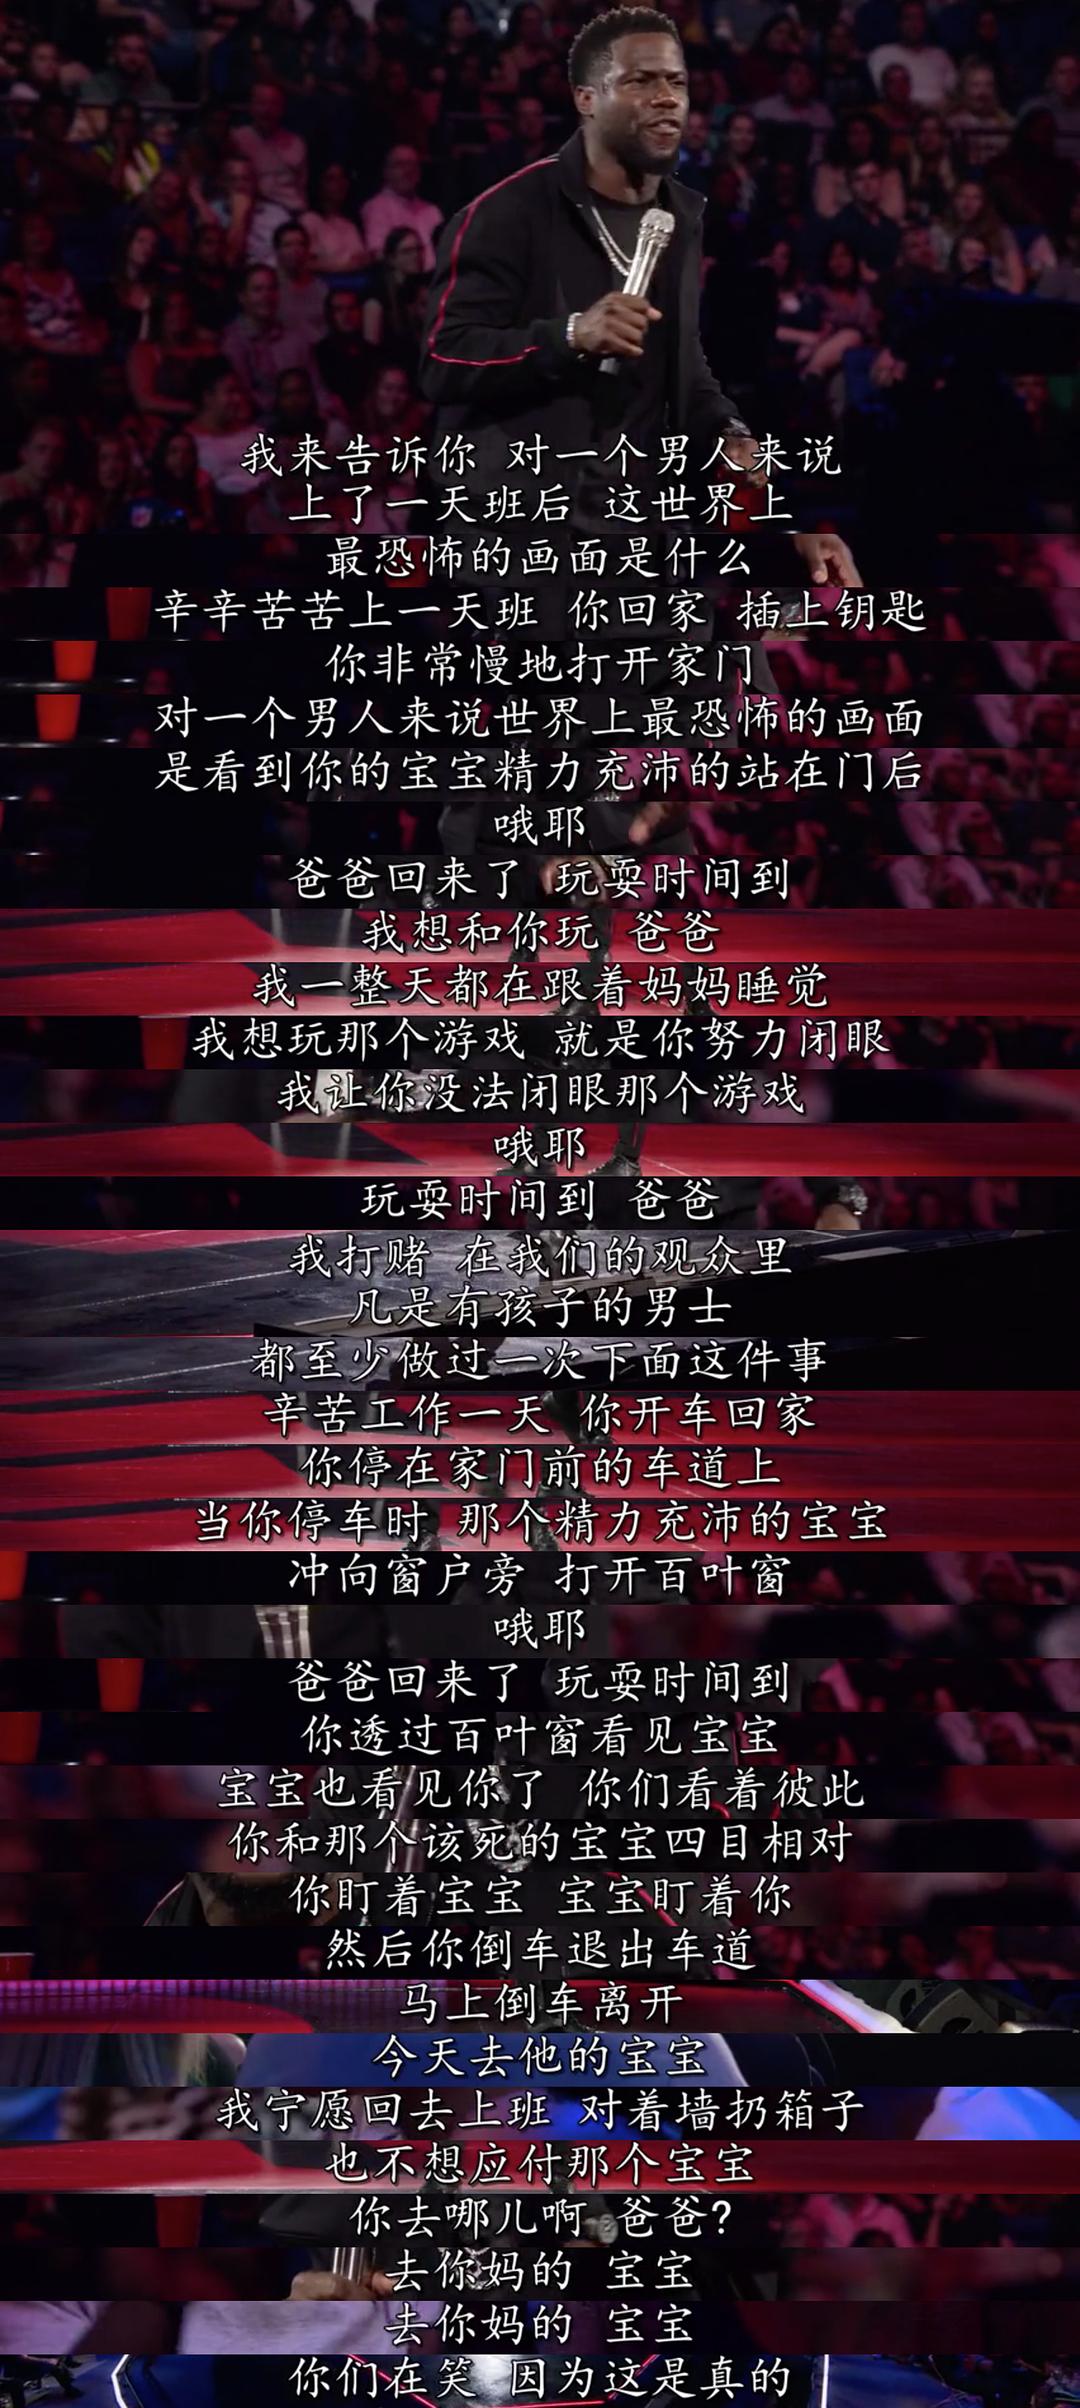 我来告诉你 对一个男人来说
上了一天班后 这世界上
最恐怖的画面是什么
辛辛苦苦上一天班 你回家 插上钥匙
你非常慢地打开家门
对一个男人来说世界上最恐怖的画面
是看到你的宝宝精力充沛的站在门后
哦耶
爸爸回来了 玩耍时间到
我想和你玩 爸爸
我一整天都在跟着妈妈睡觉
我想玩那个游戏 就是你努力闭眼
我让你没法闭眼那个游戏
哦耶
玩耍时间到 爸爸
我打赌 在我们的观众里
凡是有孩子的男士
都至少做过一次下面这件事
辛苦工作一天 你开车回家
你停在家门前的车道上
当你停车时 那个精力充沛的宝宝
冲向窗户旁 打开百叶窗
哦耶
爸爸回来了 玩耍时间到
你透过百叶窗看见宝宝
宝宝也看见你了 你们看着彼此
你和那个该死的宝宝四目相对
你盯着宝宝 宝宝盯着你
然后你倒车退出车道
马上倒车离开
今天去他的宝宝
我宁愿回去上班 对着墙扔箱子
也不想应付那个宝宝
你去哪儿啊 爸爸?
去你妈的 宝宝
去你妈的 宝宝
你们在笑 因为这是真的